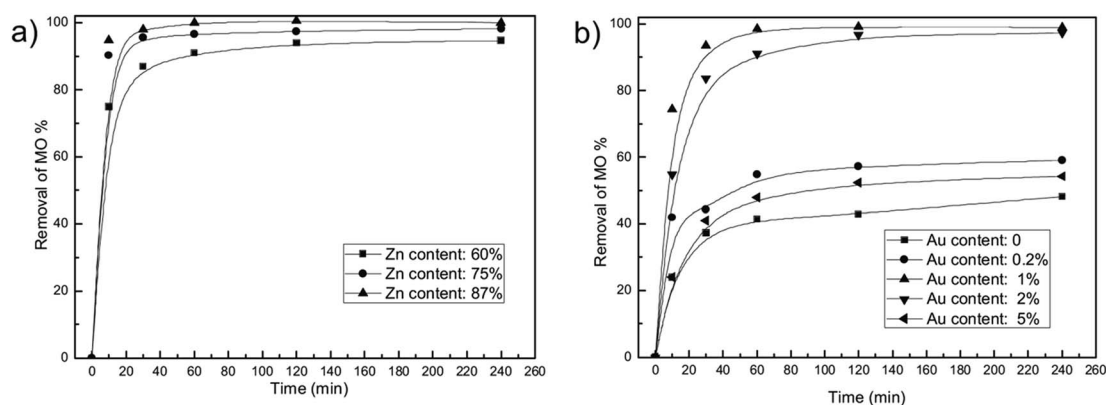 a)
Removal of MO %
100
80
60
40
20
0
Zn content: 60%
Zn content: 75%
Zn content: 87%
0 20 40 60 80 100 120 140 160 180 200 220 240 260
Time (min)
b)
Removal of MO %
100
80
60
40
20
0
Au content: 0
Au content: 0.2%
Au content: 1%
Au content: 2%
Au content: 5%
0 20 40 60 80 100 120 140 160 180 200 220 240 260
Time (min)